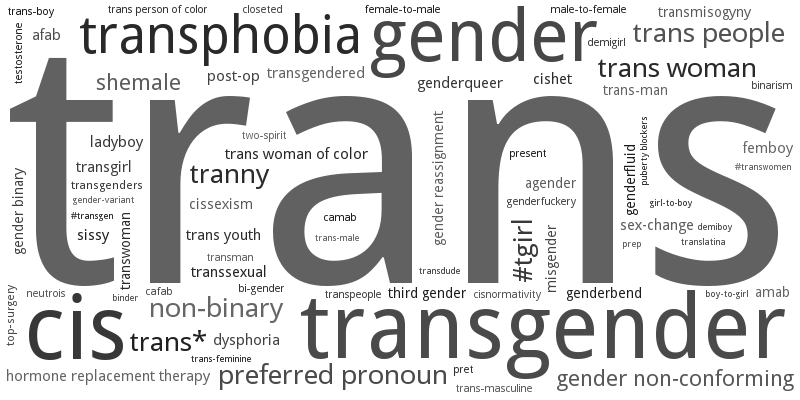 trans-boy
trans person of color
closeted
female-to-male
male-to-female
transmisogyny
testosterone
afab
transphobia
gender
demigirl
trans people
shemale
post-op
transgendered
genderqueer
cishet
trans woman
trans-man
binarism
trans
ladyboy
two-spirit
trans woman of color
present
genderfluid
puberty blockers
femboy
#transwomen
transgirl
tranny
transgenders
gender-variant
#transgen
cissexism
camab
gender reassignment
agender
genderfuckery
girl-to-boy
gender binary
sissy
transwoman
trans youth
trans-male
#tgirl
misgender
sex-change
demiboy
translatina
prep
transman
transsexual
transdude
top-surgery
neutrois
binder
cafab
bi-gender
transpeople
third gender
cisnormativity
genderbend
boy-to-girl
amab
cis
non-binary
transgender
trans*
dysphoria
trans-feminine
hormone replacement therapy
preferred pronoun
pret
trans-masculine
gender non-conforming